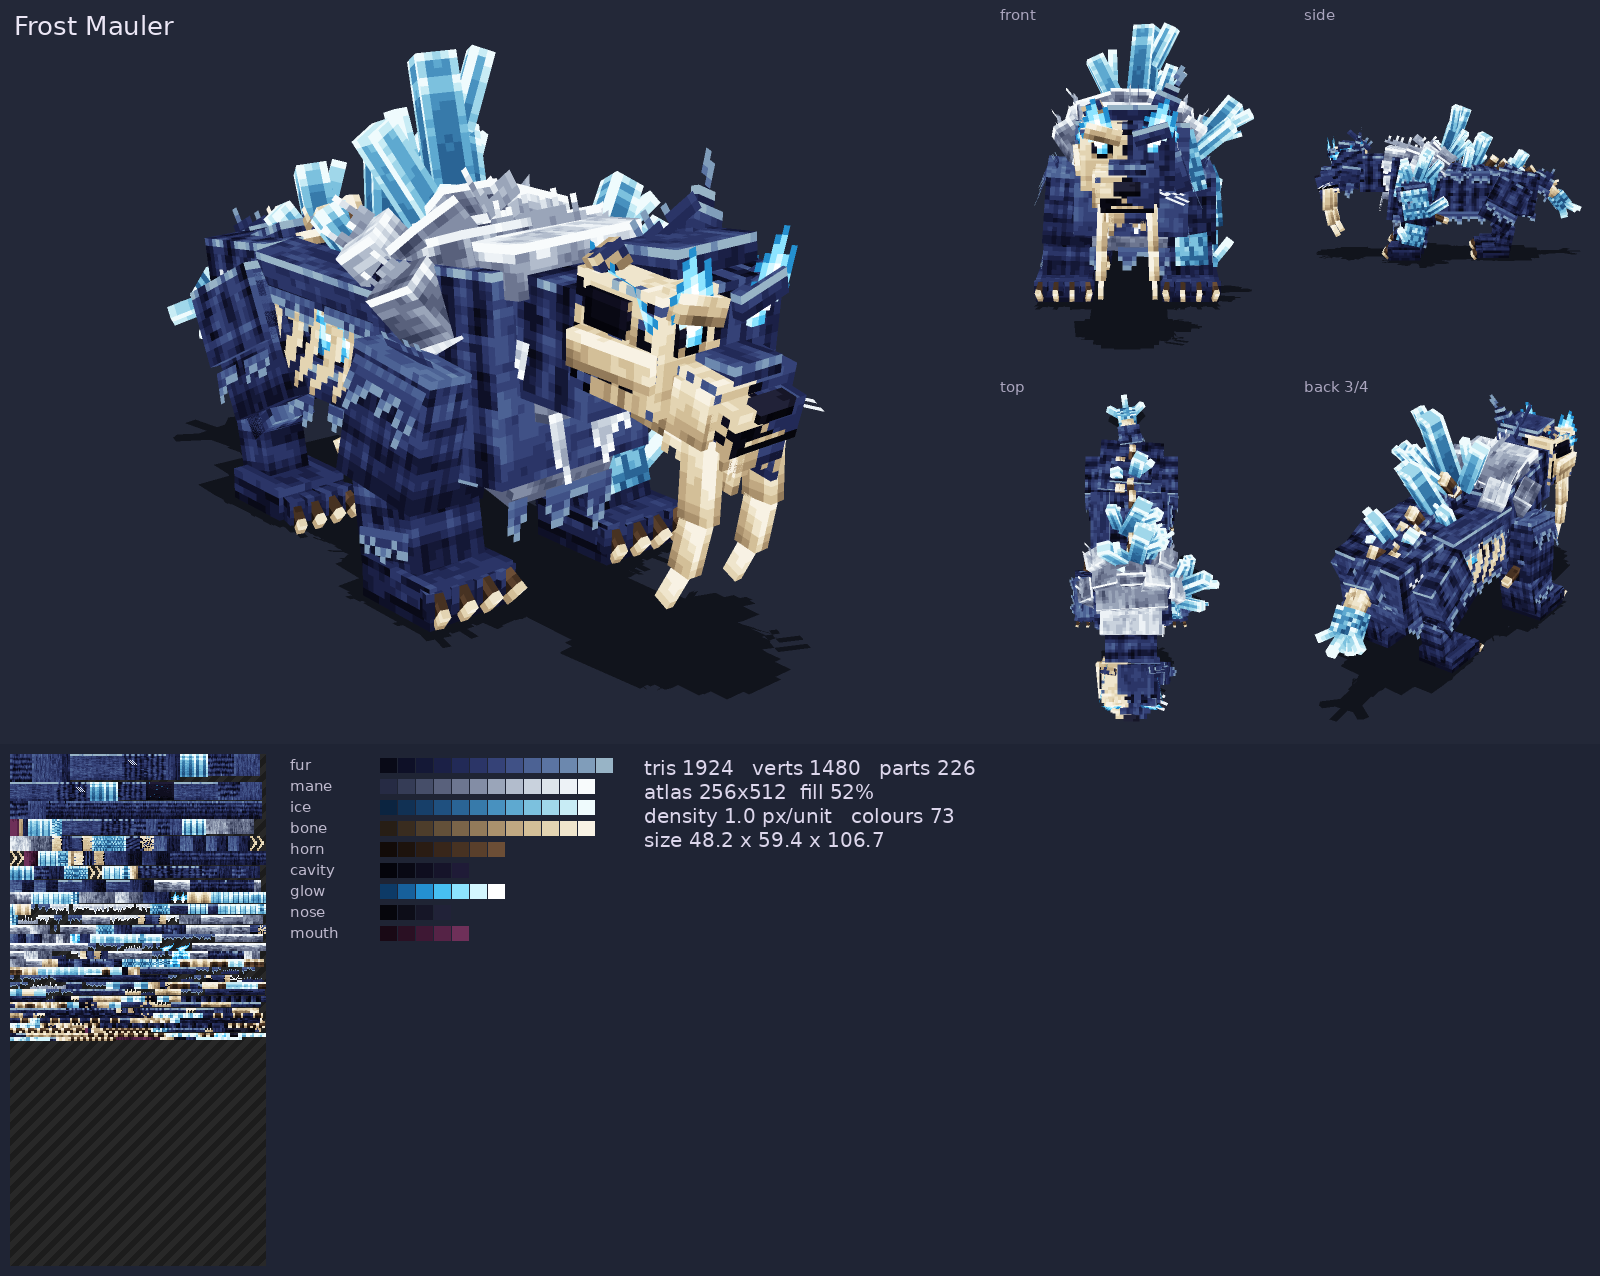 Frost Mauler
front
side
top
back 3/4
fur
mane
ice
bone
horn
cavity
glow
nose
mouth
tris 1924 verts 1480 parts 226
atlas 256x512 fill 52%
density 1.0 px/unit colours 73
size 48.2 x 59.4 x 106.7